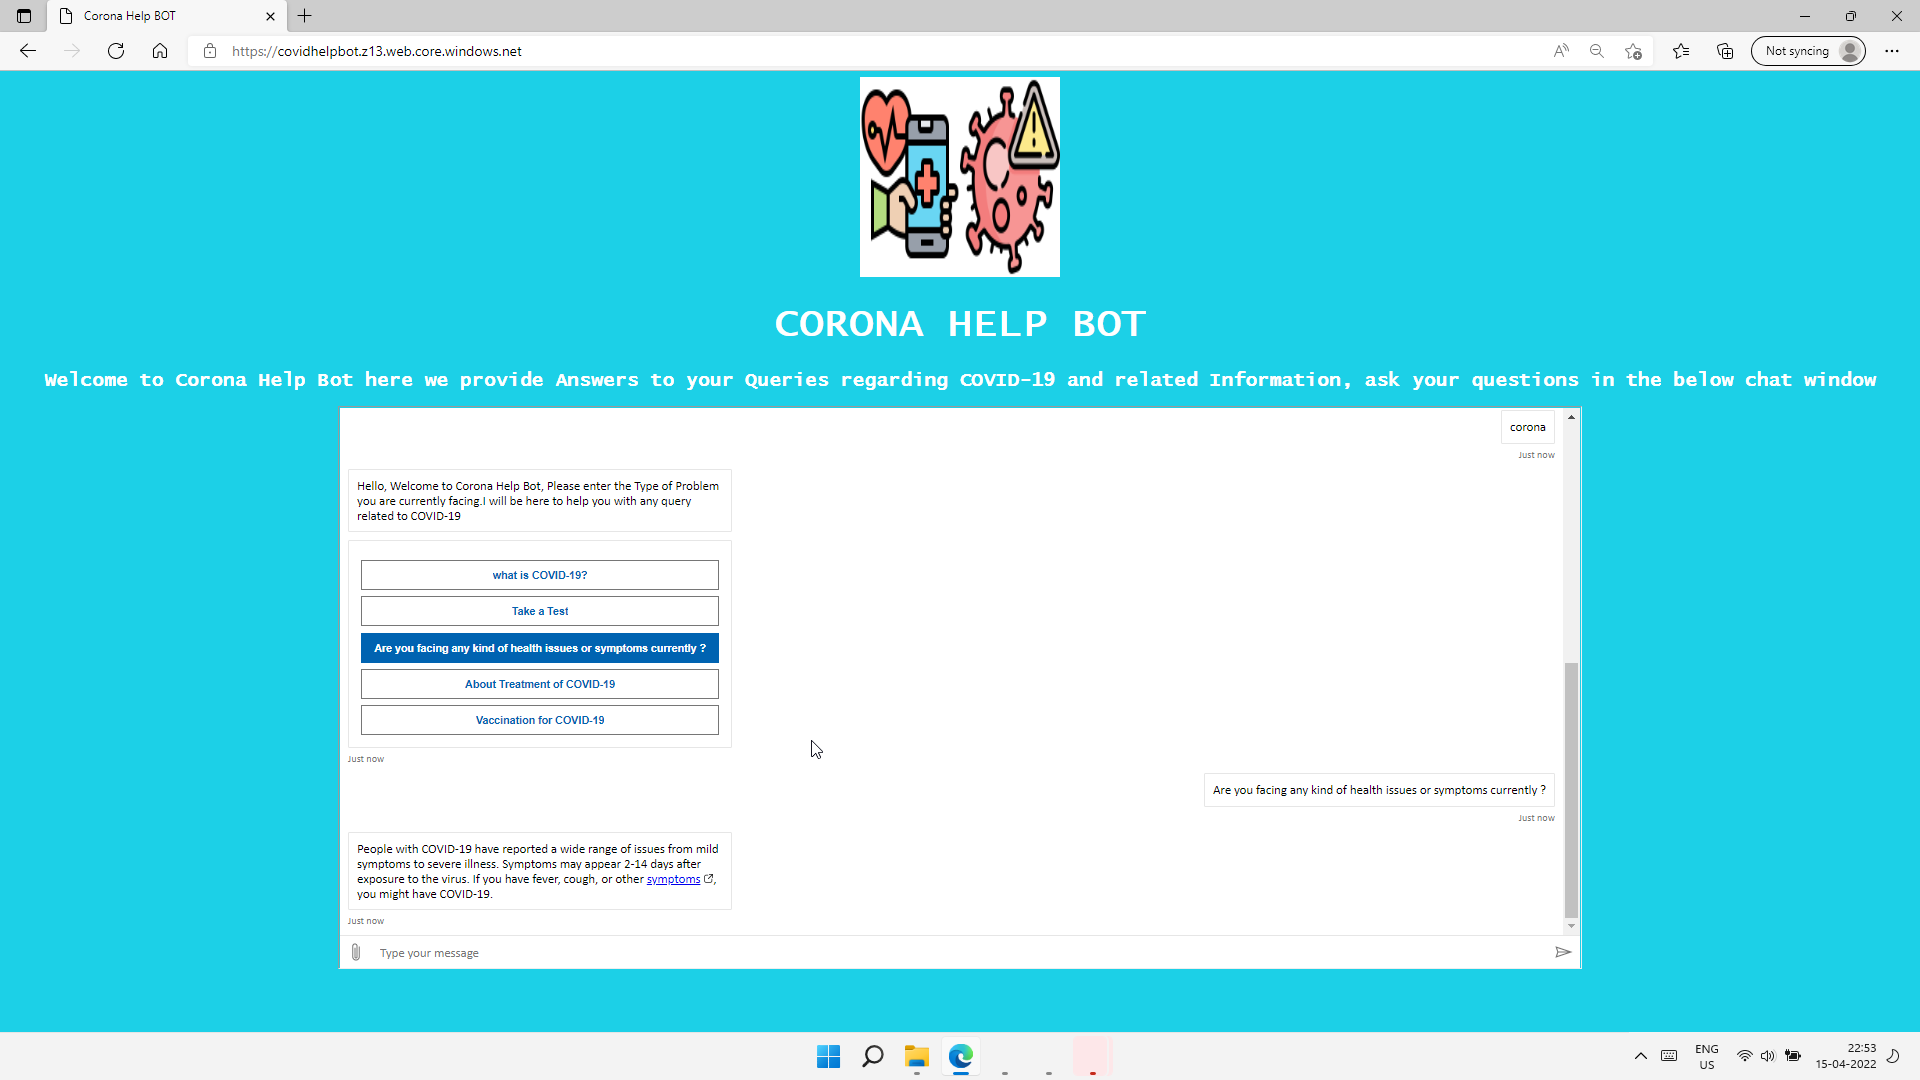 Corona Help BOT
https://covidhelpbot.z13.web.core.windows.net
Not syncing
CORONA HELP BOT
Welcome to Corona Help Bot here we provide Answers to your Queries regarding COVID-19 and related Information, ask your questions in the below chat window
corona
Just now
Hello, Welcome to Corona Help Bot, Please enter the Type of Problem
you are currently facing.I will be here to help you with any query
related to COVID-19
what is COVID-19?
Take a Test
Are you facing any kind of health issues or symptoms currently ?
About Treatment of COVID-19
Vaccination for COVID-19
Just now
Are you facing any kind of health issues or symptoms currently ?
Just now
People with COVID-19 have reported a wide range of issues from mild
symptoms to severe illness. Symptoms may appear 2-14 days after
exposure to the virus. If you have fever, cough, or other symptoms,
you might have COVID-19.
Just now
Type your message
ENG
US
22:53
15-04-2022